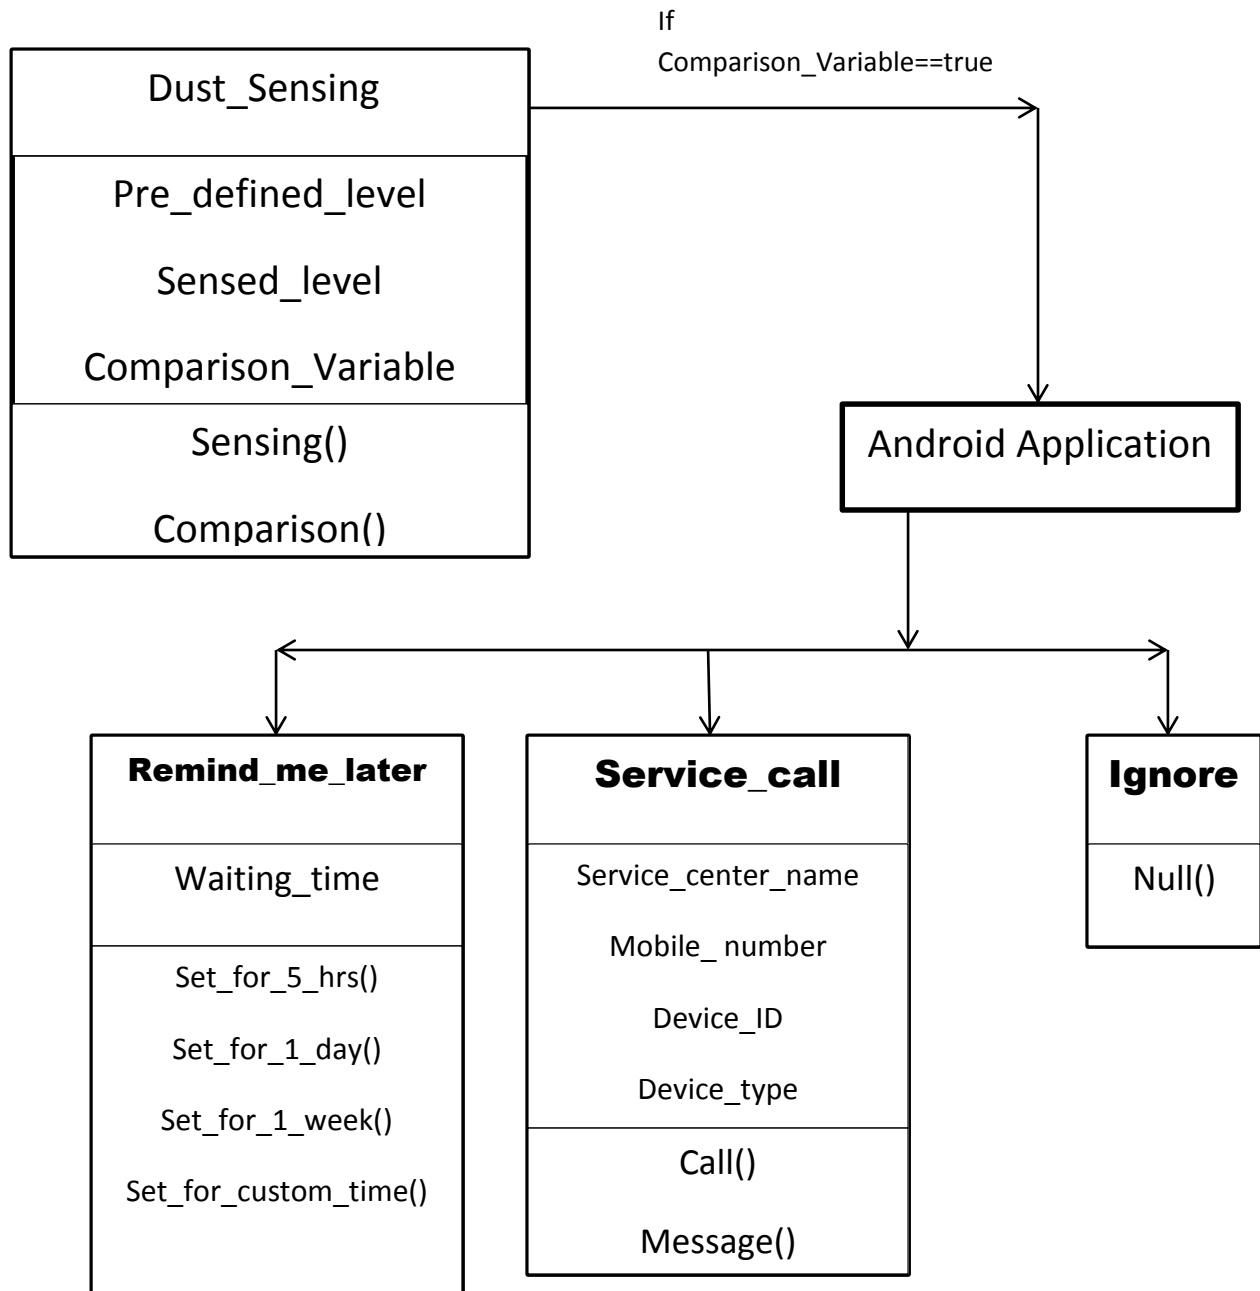 If
Comparison_Variable==true
Dust_Sensing
Pre_defined_level
Sensed_level
Comparison_Variable
Sensing()
Comparison()
Android Application
Remind_me_later
Waiting_time
Set_for_5_hrs()
Set_for_1_day()
Set_for_1_week()
Set_for_custom_time()
Service_call
Service_center_name
Mobile_ number
Device_ID
Device_type
Call()
Message()
Ignore
Null()